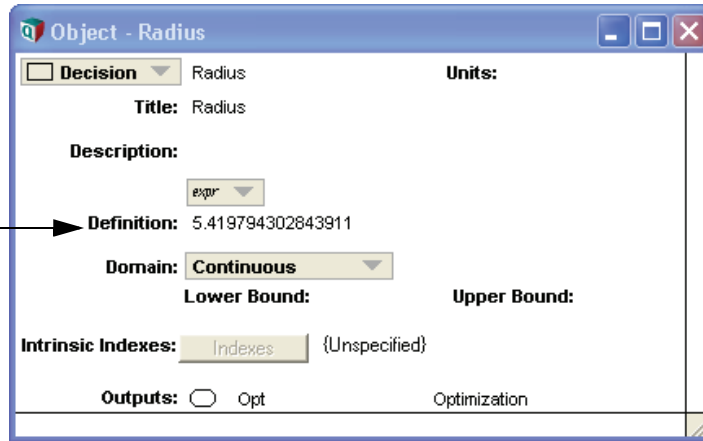 Object - Radius
Decision Radius Units:
Title: Radius
Description:
expr
Definition: 5.419794302843911
Domain: Continuous
Lower Bound: Upper Bound:
Intrinsic Indexes: Indexes {Unspecified}
Outputs: Opt Optimization